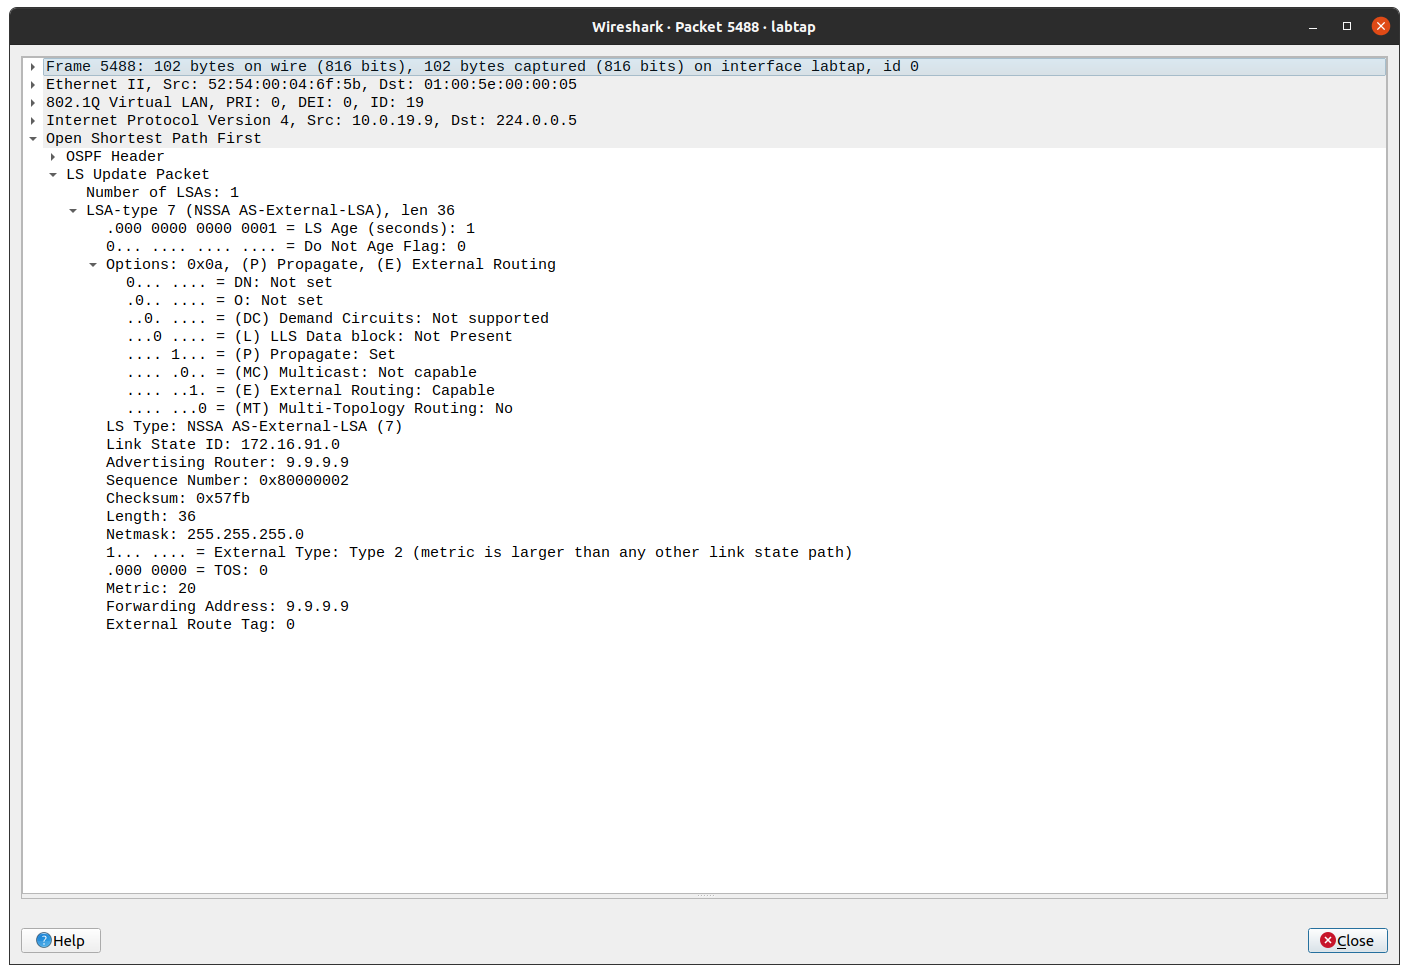 Wireshark · Packet 5488 · labtap
Frame 5488: 102 bytes on wire (816 bits), 102 bytes captured (816 bits) on interface labtap, id 0
Ethernet II, Src: 52:54:00:04:6f:5b, Dst: 01:00:5e:00:00:05
802.1Q Virtual LAN, PRI: 0, DEI: 0, ID: 19
Internet Protocol Version 4, Src: 10.0.19.9, Dst: 224.0.0.5
Open Shortest Path First
OSPF Header
LS Update Packet
Number of LSAs: 1
LSA-type 7 (NSSA AS-External-LSA), len 36
.000 0000 0000 0001 = LS Age (seconds): 1
0... .... .... .... = Do Not Age Flag: 0
Options: 0x0a, (P) Propagate, (E) External Routing
0... .... = DN: Not set
.0.. .... = O: Not set
..0. .... = (DC) Demand Circuits: Not supported
...0 .... = (L) LLS Data block: Not Present
.... 1... = (P) Propagate: Set
.... .0.. = (MC) Multicast: Not capable
.... ..1. = (E) External Routing: Capable
.... ...0 = (MT) Multi-Topology Routing: No
LS Type: NSSA AS-External-LSA (7)
Link State ID: 172.16.91.0
Advertising Router: 9.9.9.9
Sequence Number: 0x80000002
Checksum: 0x57fb
Length: 36
Netmask: 255.255.255.0
1... .... = External Type: Type 2 (metric is larger than any other link state path)
.000 0000 = TOS: 0
Metric: 20
Forwarding Address: 9.9.9.9
External Route Tag: 0
Help
Close